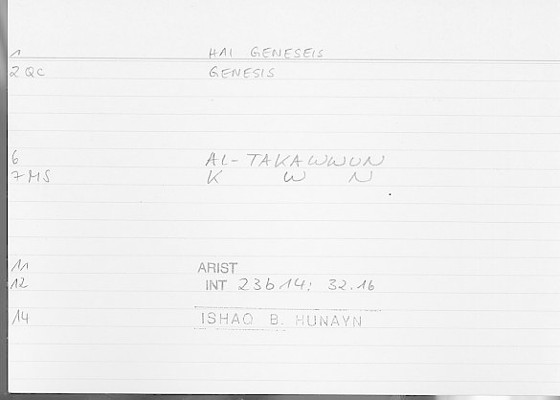 1 HAI GENESEIS
2 QC GENESIS
6 AL-TAKAWWUN
7 MS K W N
11 ARIST
12 INT 23b14; 32.16
14 ISHAQ B. HUNAYN